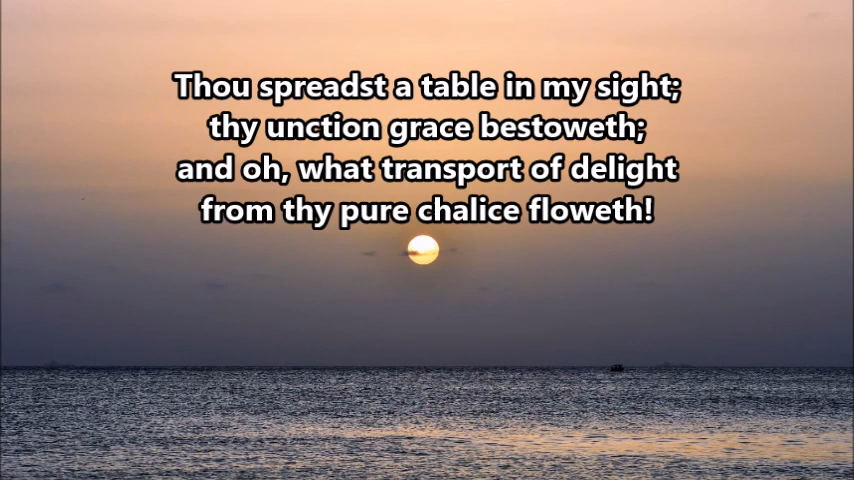 Thou spreadst a table in my sight;
thy unction grace bestoweth;
and oh, what transport of delight
from thy pure chalice floweth!